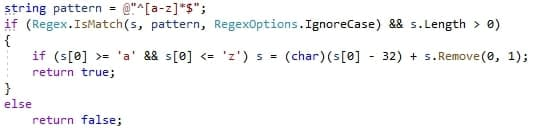 string pattern = @"^[a-z]*$";
if (Regex.IsMatch(s, pattern, RegexOptions.IgnoreCase) && s.Length > 0)
{
if (s[0] >= 'a' && s[0] <= 'z') s = (char)(s[0] - 32) + s.Remove(0, 1);
return true;
}
else
return false;